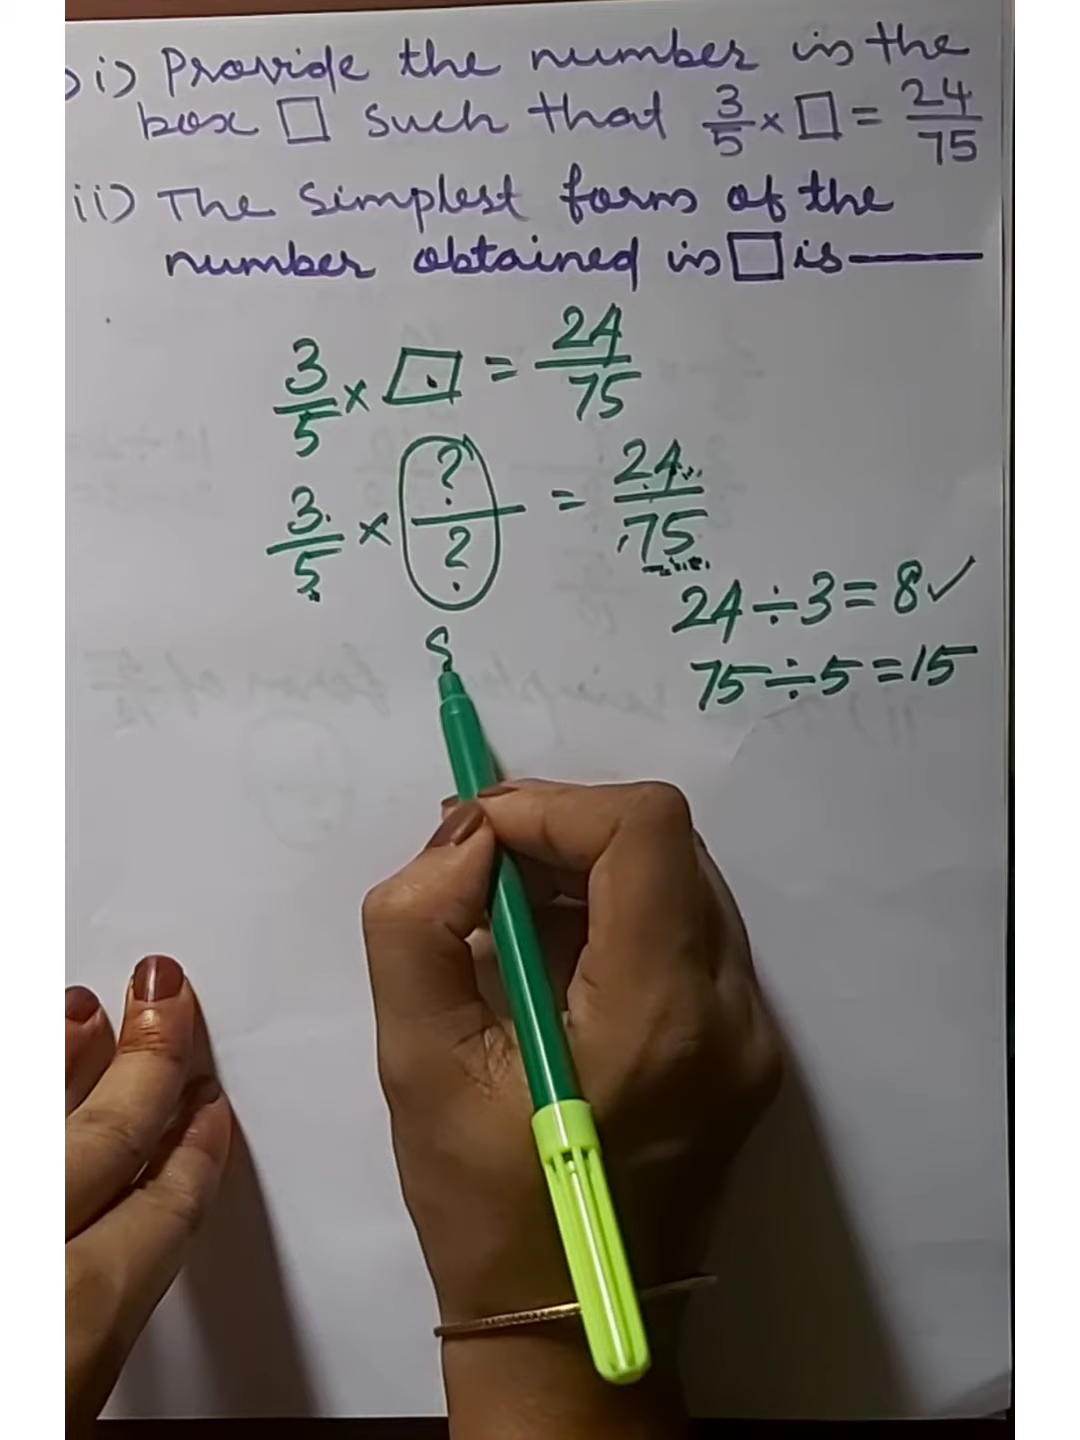 i) Provide the number in the
box □ such that 3/5 × □ = 24/75
ii) The simplest form of the
number obtained in □ is ———
3/5 × □ = 24/75
3/5 × ?/? = 24/75
24 ÷ 3 = 8 ✓
75 ÷ 5 = 15
8